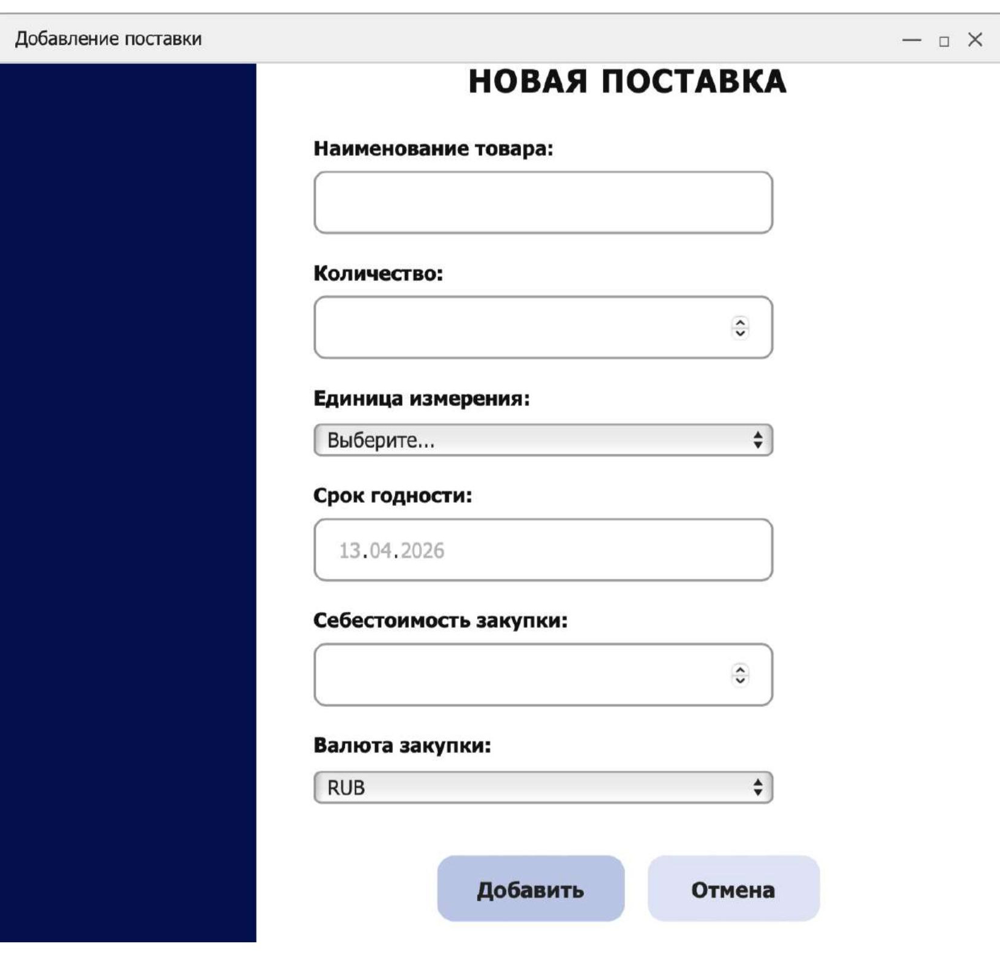 Добавление поставки
НОВАЯ ПОСТАВКА
Наименование товара:
Количество:
Единица измерения:
Выберите...
Срок годности:
13.04.2026
Себестоимость закупки:
Валюта закупки:
RUB
Добавить
Отмена